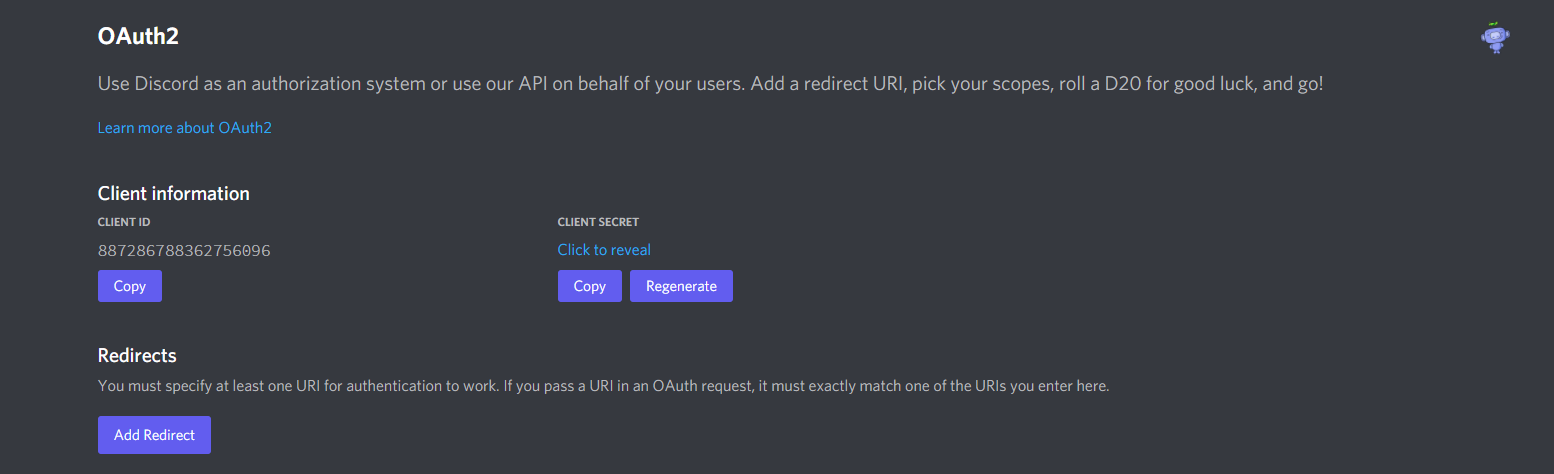 OAuth2
Use Discord as an authorization system or use our API on behalf of your users. Add a redirect URI, pick your scopes, roll a D20 for good luck, and go!
Learn more about OAuth2
Client information
CLIENT ID
CLIENT SECRET
887286788362756096
Click to reveal
Copy
Copy
Regenerate
Redirects
You must specify at least one URI for authentication to work. If you pass a URI in an OAuth request, it must exactly match one of the URIs you enter here.
Add Redirect